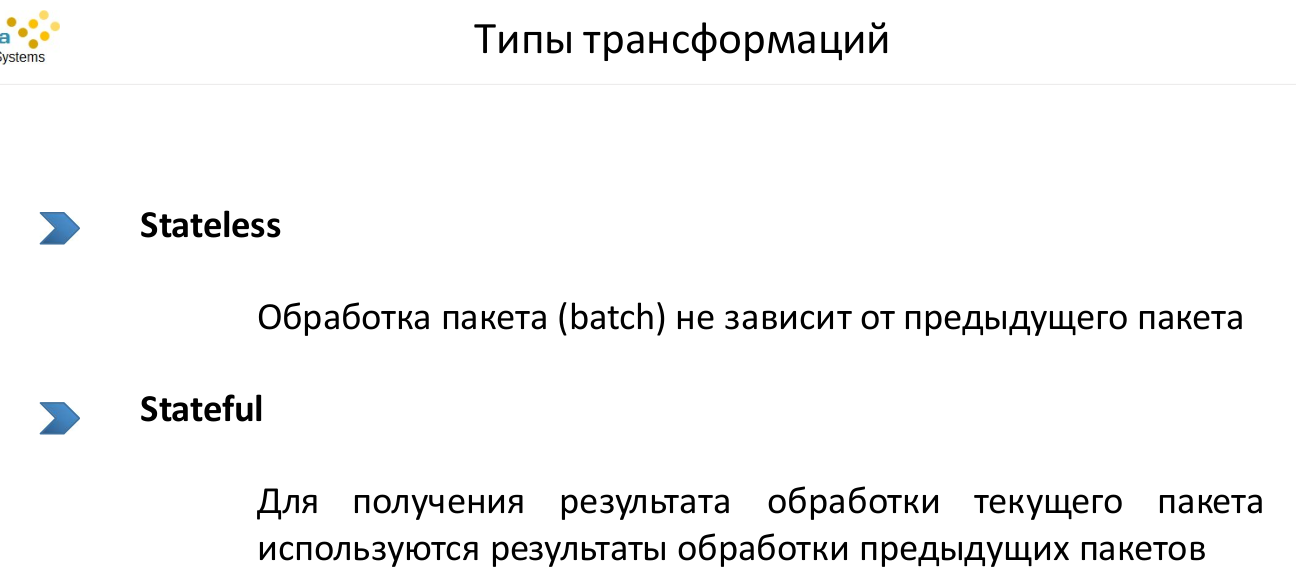 a
Systems
Типы трансформаций
Stateless
Обработка пакета (batch) не зависит от предыдущего пакета
Stateful
Для получения результата обработки текущего пакета
используются результаты обработки предыдущих пакетов